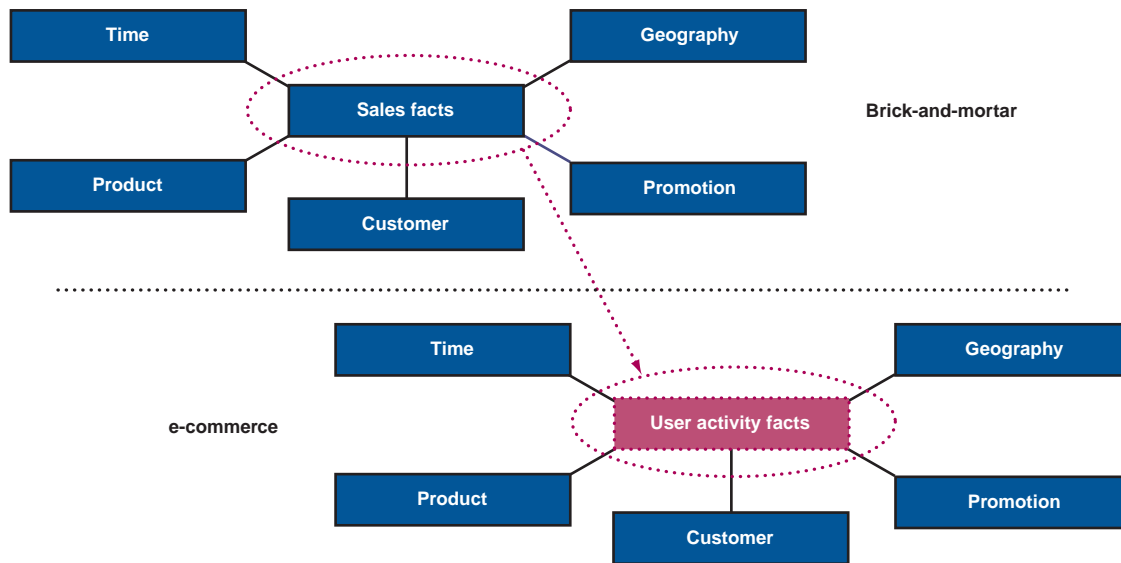 Time
Geography
Sales facts
Brick-and-mortar
Product
Promotion
Customer
Time
Geography
User activity facts
e-commerce
Product
Promotion
Customer